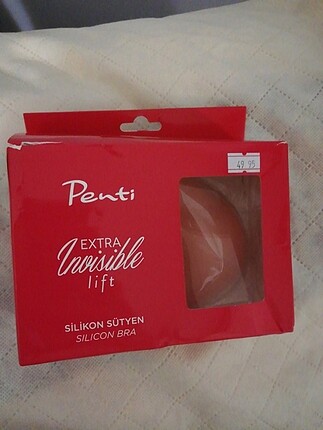 49.95
Penti
EXTRA
Invisible
lift
SİLİKON SÜTYEN
SILICON BRA